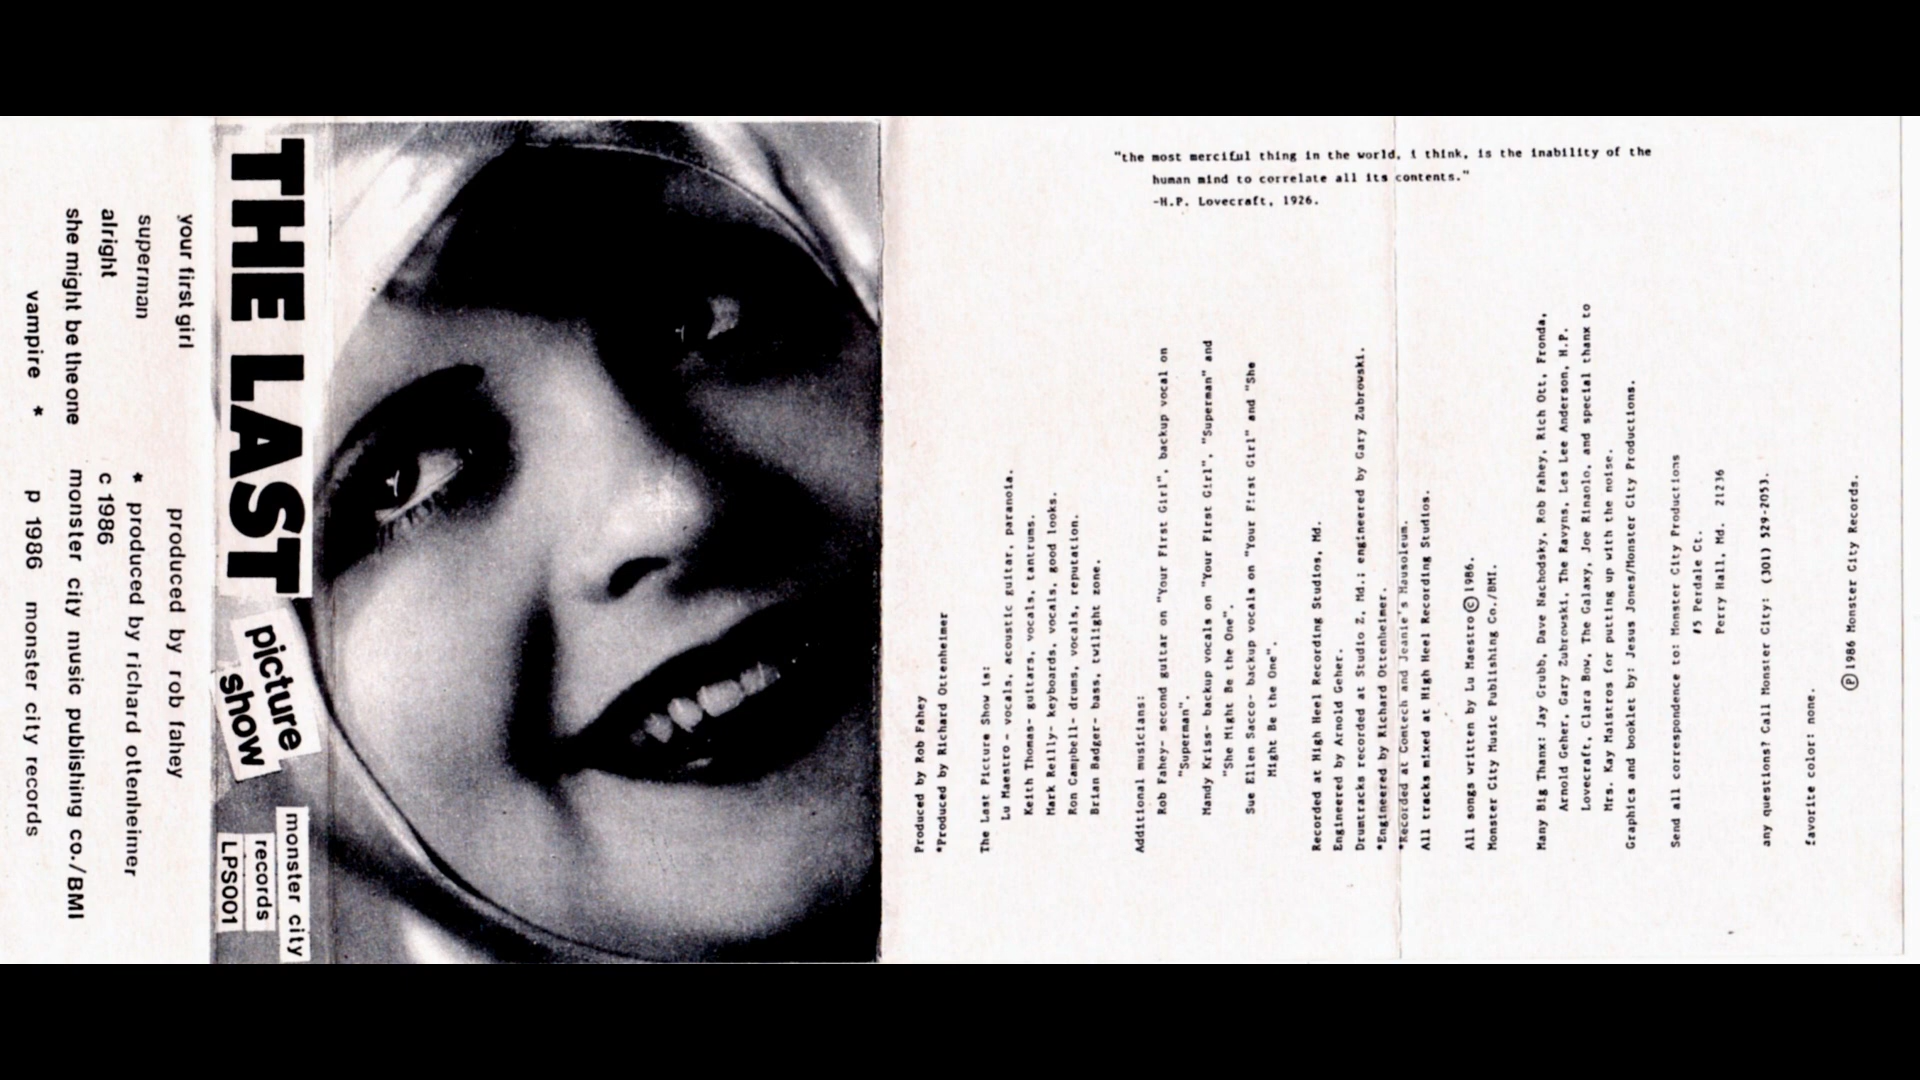 your first girl
superman
alright
she might be the one
vampire *
produced by rob fahey
* produced by richard ottenheimer
c 1986
monster city music publishing co./BMI
p 1986 monster city records
THE LAST
picture
show
monster city
records
LPS001
"the most merciful thing in the world, i think, is the inability of the
human mind to correlate all its contents."
-H.P. Lovecraft, 1926.
Produced by Rob Fahey
*Produced by Richard Ottenheimer
The Last Picture Show is:
Lu Maestro- vocals, acoustic guitar, paranoia.
Keith Thomas- guitars, vocals, tantrums.
Mark Reilly- keyboards, vocals, good looks.
Ron Campbell- drums, vocals, reputation.
Brian Badger- bass, twilight zone.
Additional musicians:
Rob Fahey- second guitar on "Your First Girl", backup vocal on
"Superman".
Mandy Kriss- backup vocals on "Your First Girl", "Superman" and
"She Might Be the One".
Sue Ellen Sacco- backup vocals on "Your First Girl" and "She
Might Be the One".
Recorded at High Heel Recording Studios, Md.
Engineered by Arnold Geher.
Drumtracks recorded at Studio Z, Md.; engineered by Gary Zubrowski.
*Engineered by Richard Ottenheimer.
*Recorded at Comtech and Jeanie's Mausoleum.
All tracks mixed at High Heel Recording Studios.
All songs written by Lu Maestro ©1986.
Monster City Music Publishing Co./BMI.
Many Big Thanx: Jay Grubb, Dave Nachodsky, Rob Fahey, Rich Ott, Fronda,
Arnold Geher, Gary Zubrowski, The Ravyns, Les Lee Anderson, H.P.
Lovecraft, Clara Bow, The Galaxy, Joe Rinaolo, and special thanx to
Mrs. Kay Maistros for putting up with the noise.
Graphics and booklet by: Jesus Jones/Monster City Productions.
Send all correspondence to: Monster City Productions
#5 Perdale Ct.
Perry Hall, Md. 21236
any questions? Call Monster City: (301) 529-2053.
favorite color: none.
℗1986 Monster City Records.